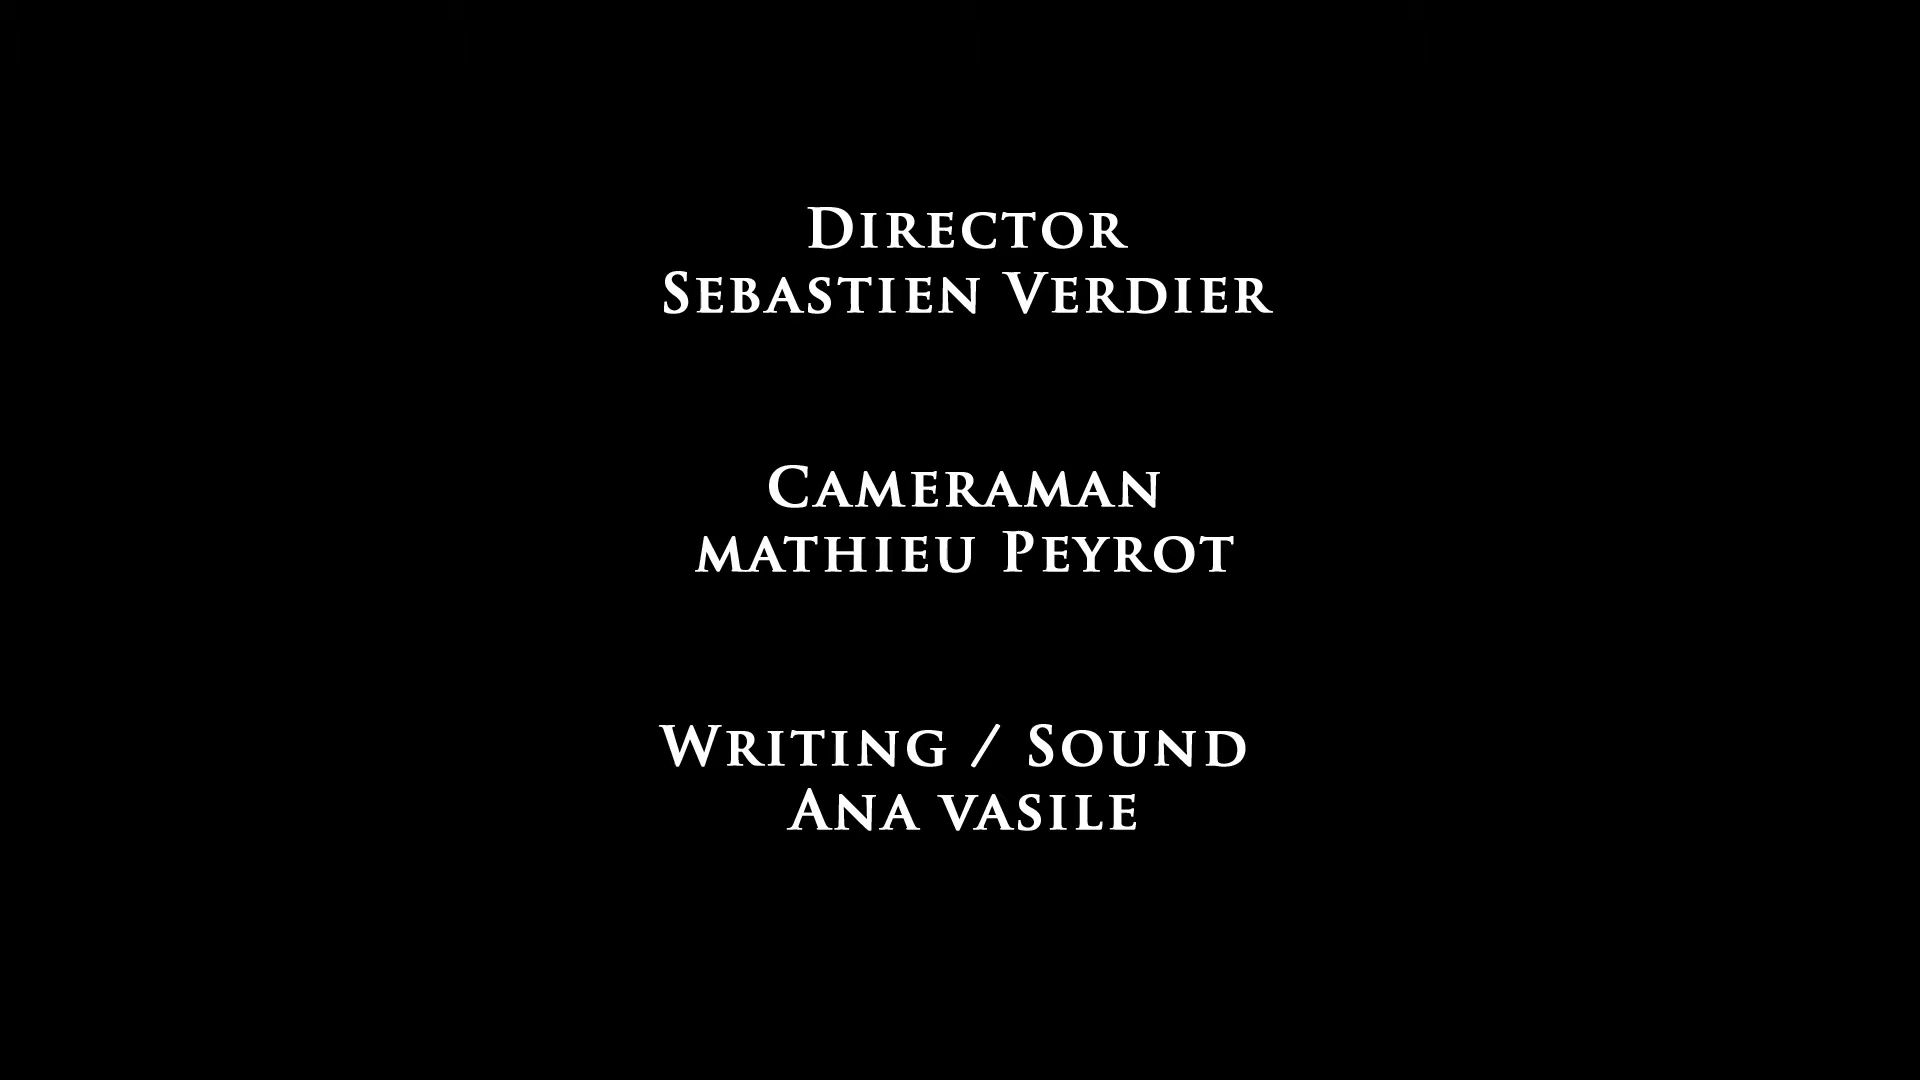 Director
Sebastien Verdier
Cameraman
mathieu Peyrot
Writing / Sound
Ana vasile